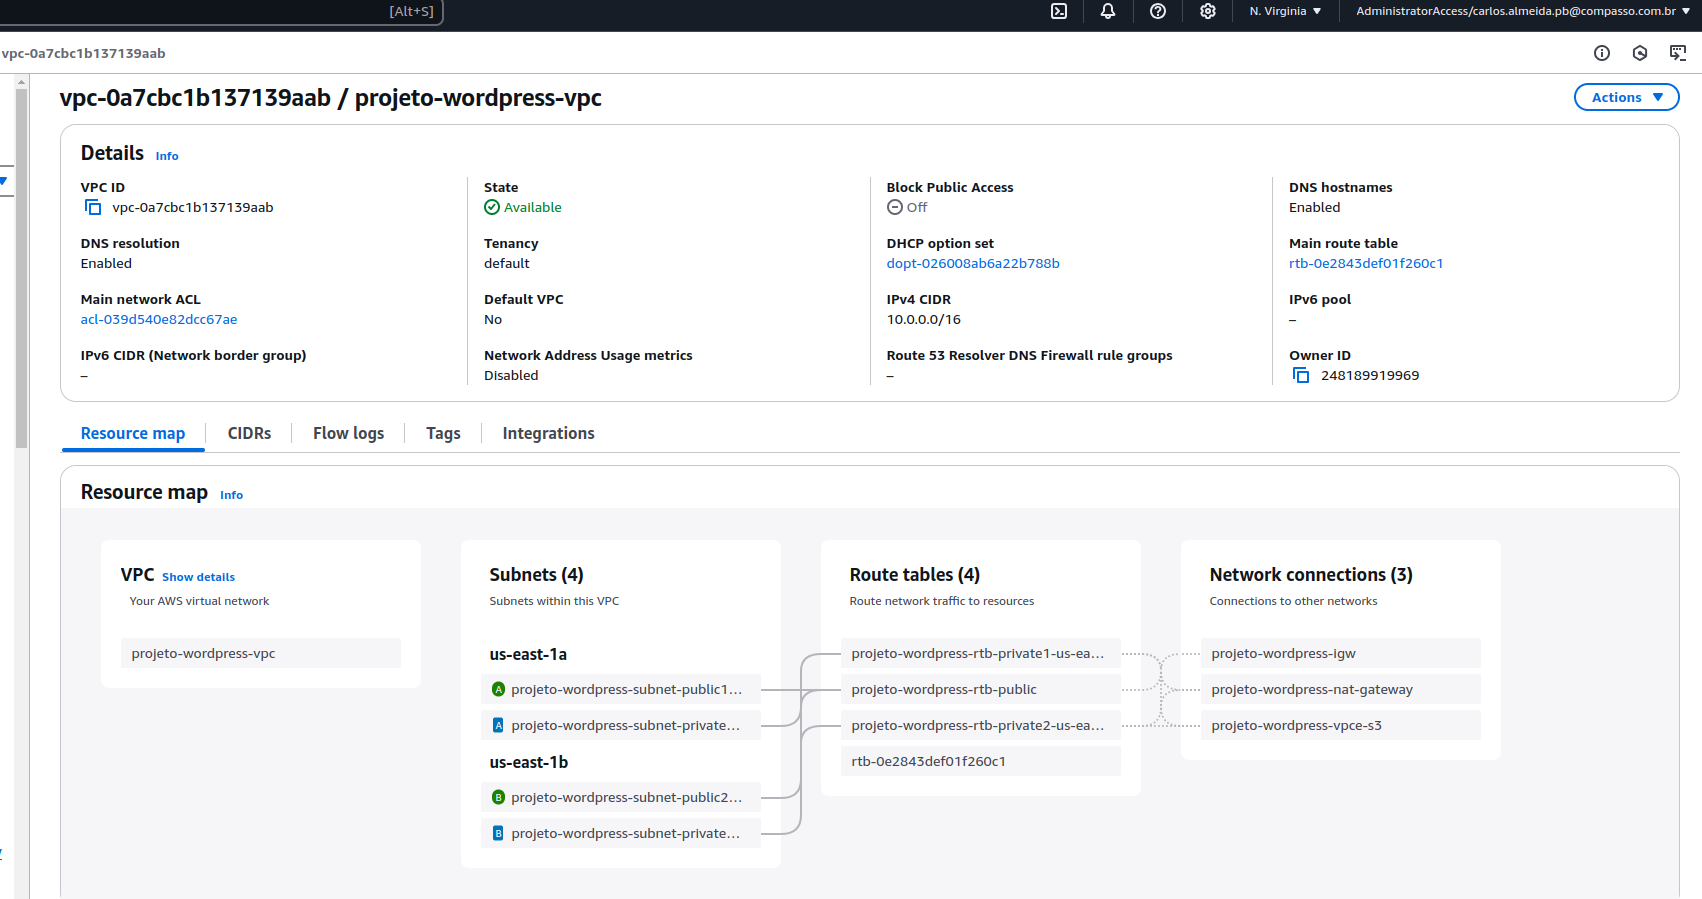 [Alt+S]
N. Virginia
AdministratorAccess/carlos.almeida.pb@compasso.com.br
vpc-0a7cbc1b137139aab
vpc-0a7cbc1b137139aab / projeto-wordpress-vpc
Actions
Details Info
VPC ID
vpc-0a7cbc1b137139aab
State
Available
Block Public Access
Off
DNS hostnames
Enabled
DNS resolution
Enabled
Tenancy
default
DHCP option set
dopt-026008ab6a22b788b
Main route table
rtb-0e2843def01f260c1
Main network ACL
acl-039d540e82dcc67ae
Default VPC
No
IPv4 CIDR
10.0.0.0/16
IPv6 pool
–
IPv6 CIDR (Network border group)
–
Network Address Usage metrics
Disabled
Route 53 Resolver DNS Firewall rule groups
–
Owner ID
248189919969
Resource map
CIDRs
Flow logs
Tags
Integrations
Resource map Info
VPC Show details
Your AWS virtual network
projeto-wordpress-vpc
Subnets (4)
Subnets within this VPC
us-east-1a
A projeto-wordpress-subnet-public1...
A projeto-wordpress-subnet-private...
us-east-1b
B projeto-wordpress-subnet-public2...
B projeto-wordpress-subnet-private...
Route tables (4)
Route network traffic to resources
projeto-wordpress-rtb-private1-us-ea...
projeto-wordpress-rtb-public
projeto-wordpress-rtb-private2-us-ea...
rtb-0e2843def01f260c1
Network connections (3)
Connections to other networks
projeto-wordpress-igw
projeto-wordpress-nat-gateway
projeto-wordpress-vpce-s3